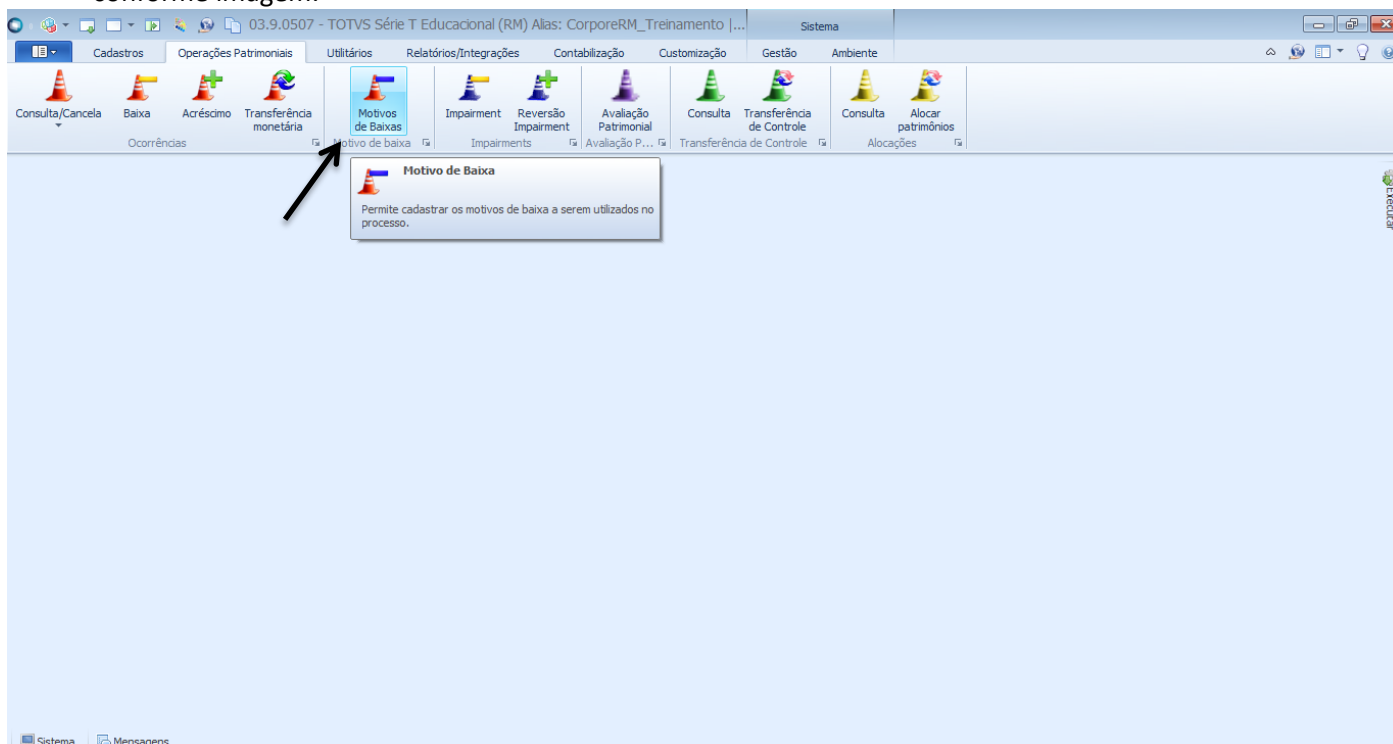 conforme imagem:
03.9.0507 - TOTVS Série T Educacional (RM) Alias: CorporeRM_Treinamento |...
Sistema
Cadastros Operações Patrimoniais Utilitários Relatórios/Integrações Contabilização Customização Gestão Ambiente
Consulta/Cancela Baixa Acréscimo Transferência Motivos Impairment Reversão Avaliação Consulta Transferência Consulta Alocar
monetária de Baixas Impairment Patrimonial de Controle patrimônios
Ocorrências Motivo de baixa Impairments Avaliação P... Transferência de Controle Alocações
Motivo de Baixa
Permite cadastrar os motivos de baixa a serem utilizados no
processo.
Executar
Sistema Mensagens